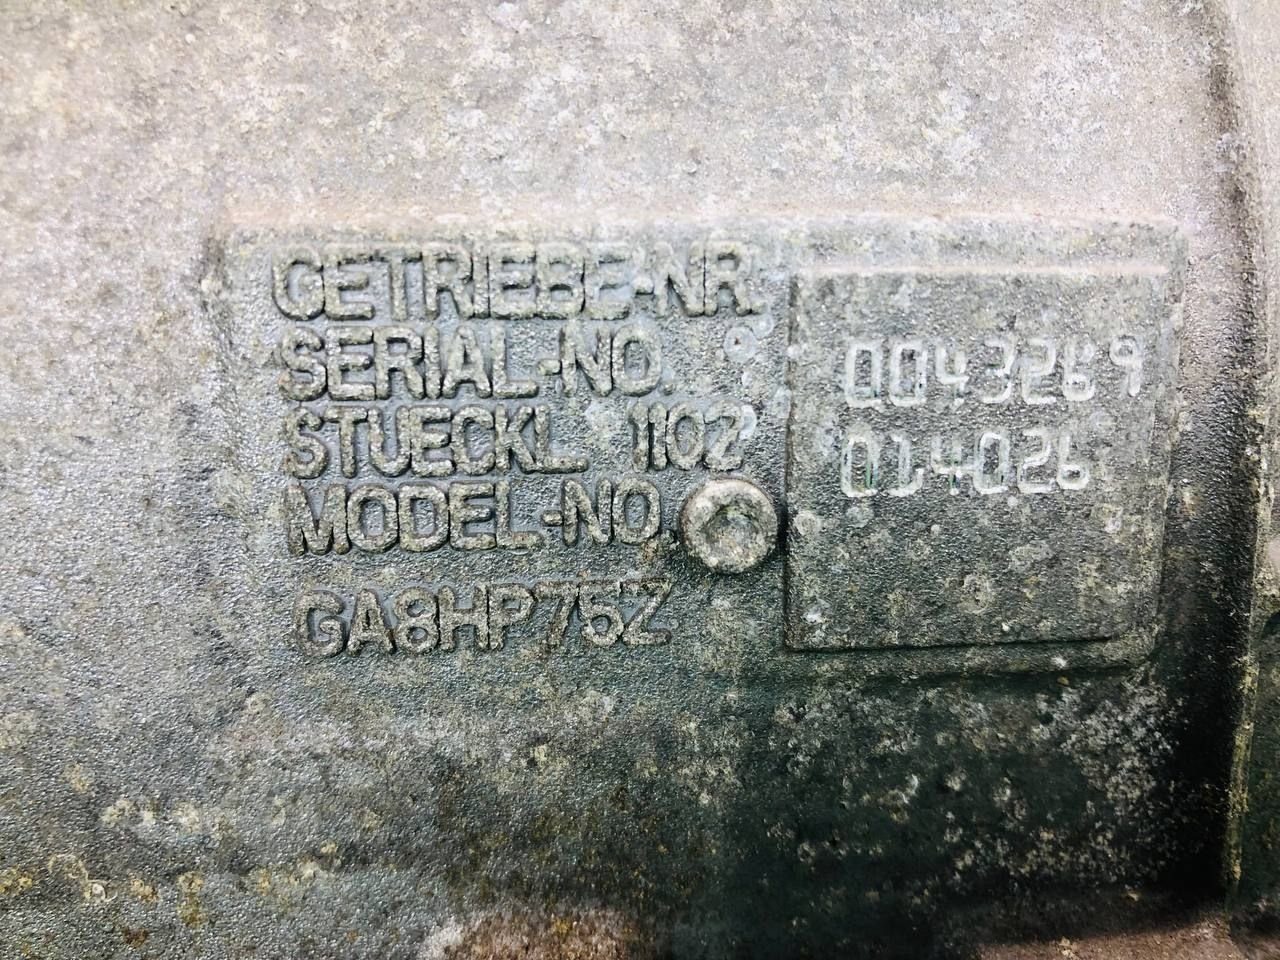 GETRIEBE-NR.
SERIAL-NO. 0043269
STUECKL. 1102 014026
MODEL-NO.
GA8HP75Z